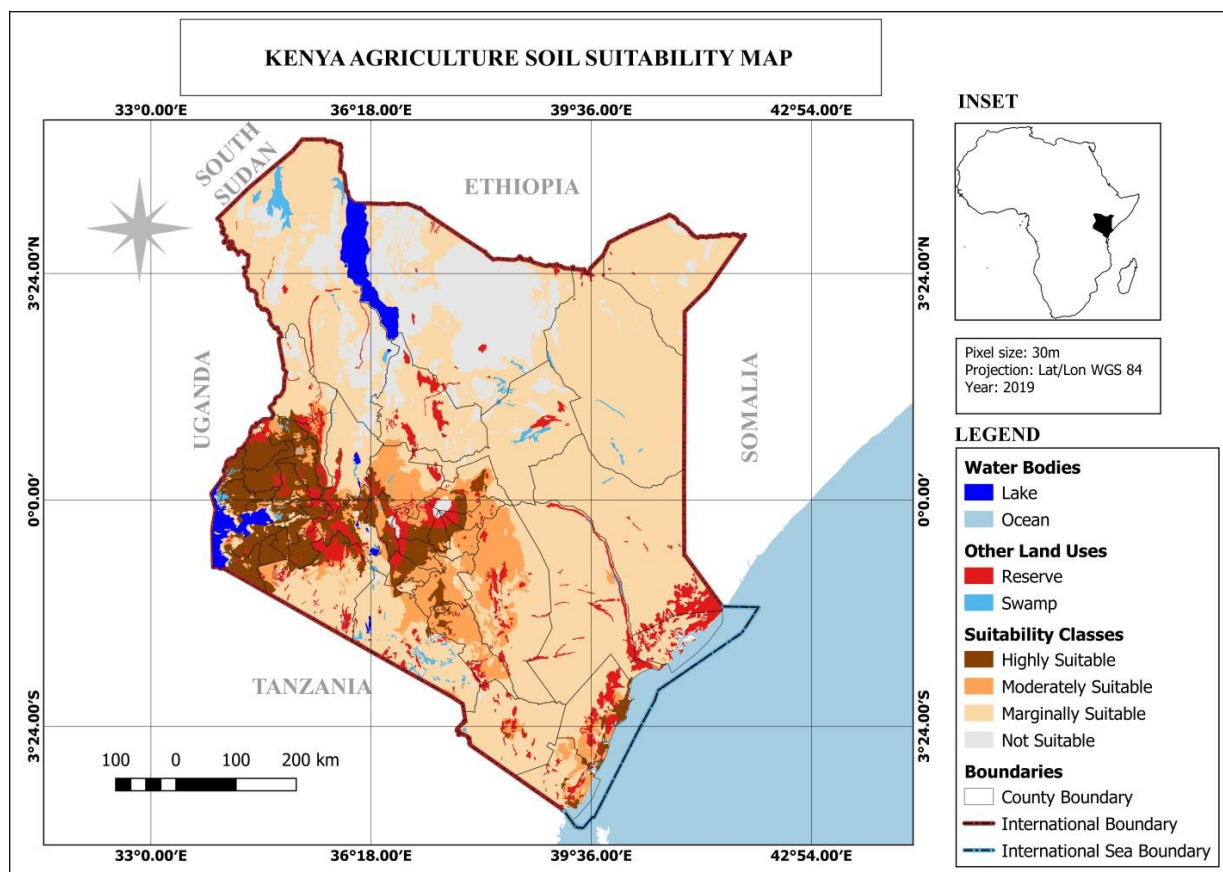 KENYA AGRICULTURE SOIL SUITABILITY MAP
33°0.00′E
36°18.00′E
39°36.00′E
42°54.00′E
SOUTH
SUDAN
ETHIOPIA
3°24.00′N
3°24.00′N
UGANDA
SOMALIA
0°0.00′
0°0.00′
TANZANIA
3°24.00′S
3°24.00′S
100 0 100 200 km
33°0.00′E
36°18.00′E
39°36.00′E
42°54.00′E
INSET
Pixel size: 30m
Projection: Lat/Lon WGS 84
Year: 2019
LEGEND
Water Bodies
Lake
Ocean
Other Land Uses
Reserve
Swamp
Suitability Classes
Highly Suitable
Moderately Suitable
Marginally Suitable
Not Suitable
Boundaries
County Boundary
International Boundary
International Sea Boundary